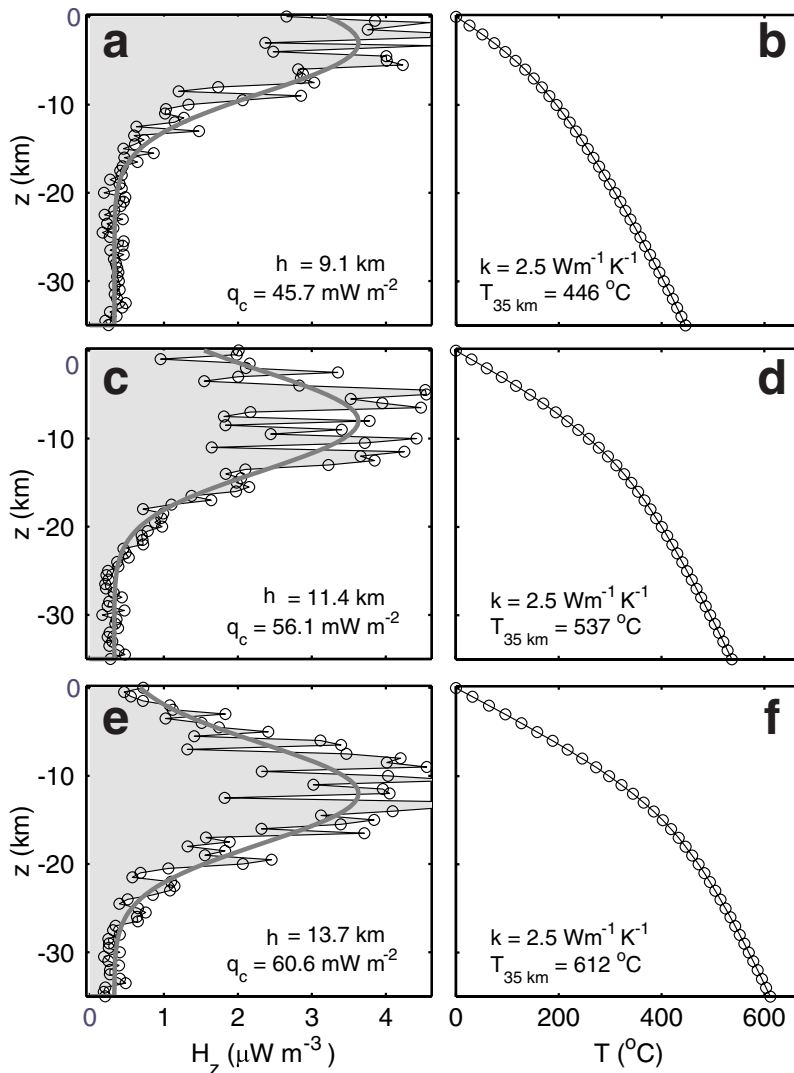 0
-10
-20
-30
z (km)
a
h = 9.1 km
q_c = 45.7 mW m⁻²
b
k = 2.5 Wm⁻¹ K⁻¹
T_35 km = 446 °C
0
-10
-20
-30
z (km)
c
h = 11.4 km
q_c = 56.1 mW m⁻²
d
k = 2.5 Wm⁻¹ K⁻¹
T_35 km = 537 °C
0
-10
-20
-30
z (km)
e
h = 13.7 km
q_c = 60.6 mW m⁻²
f
k = 2.5 Wm⁻¹ K⁻¹
T_35 km = 612 °C
0 1 2 3 4
H_z (μW m⁻³)
0 200 400 600
T (°C)